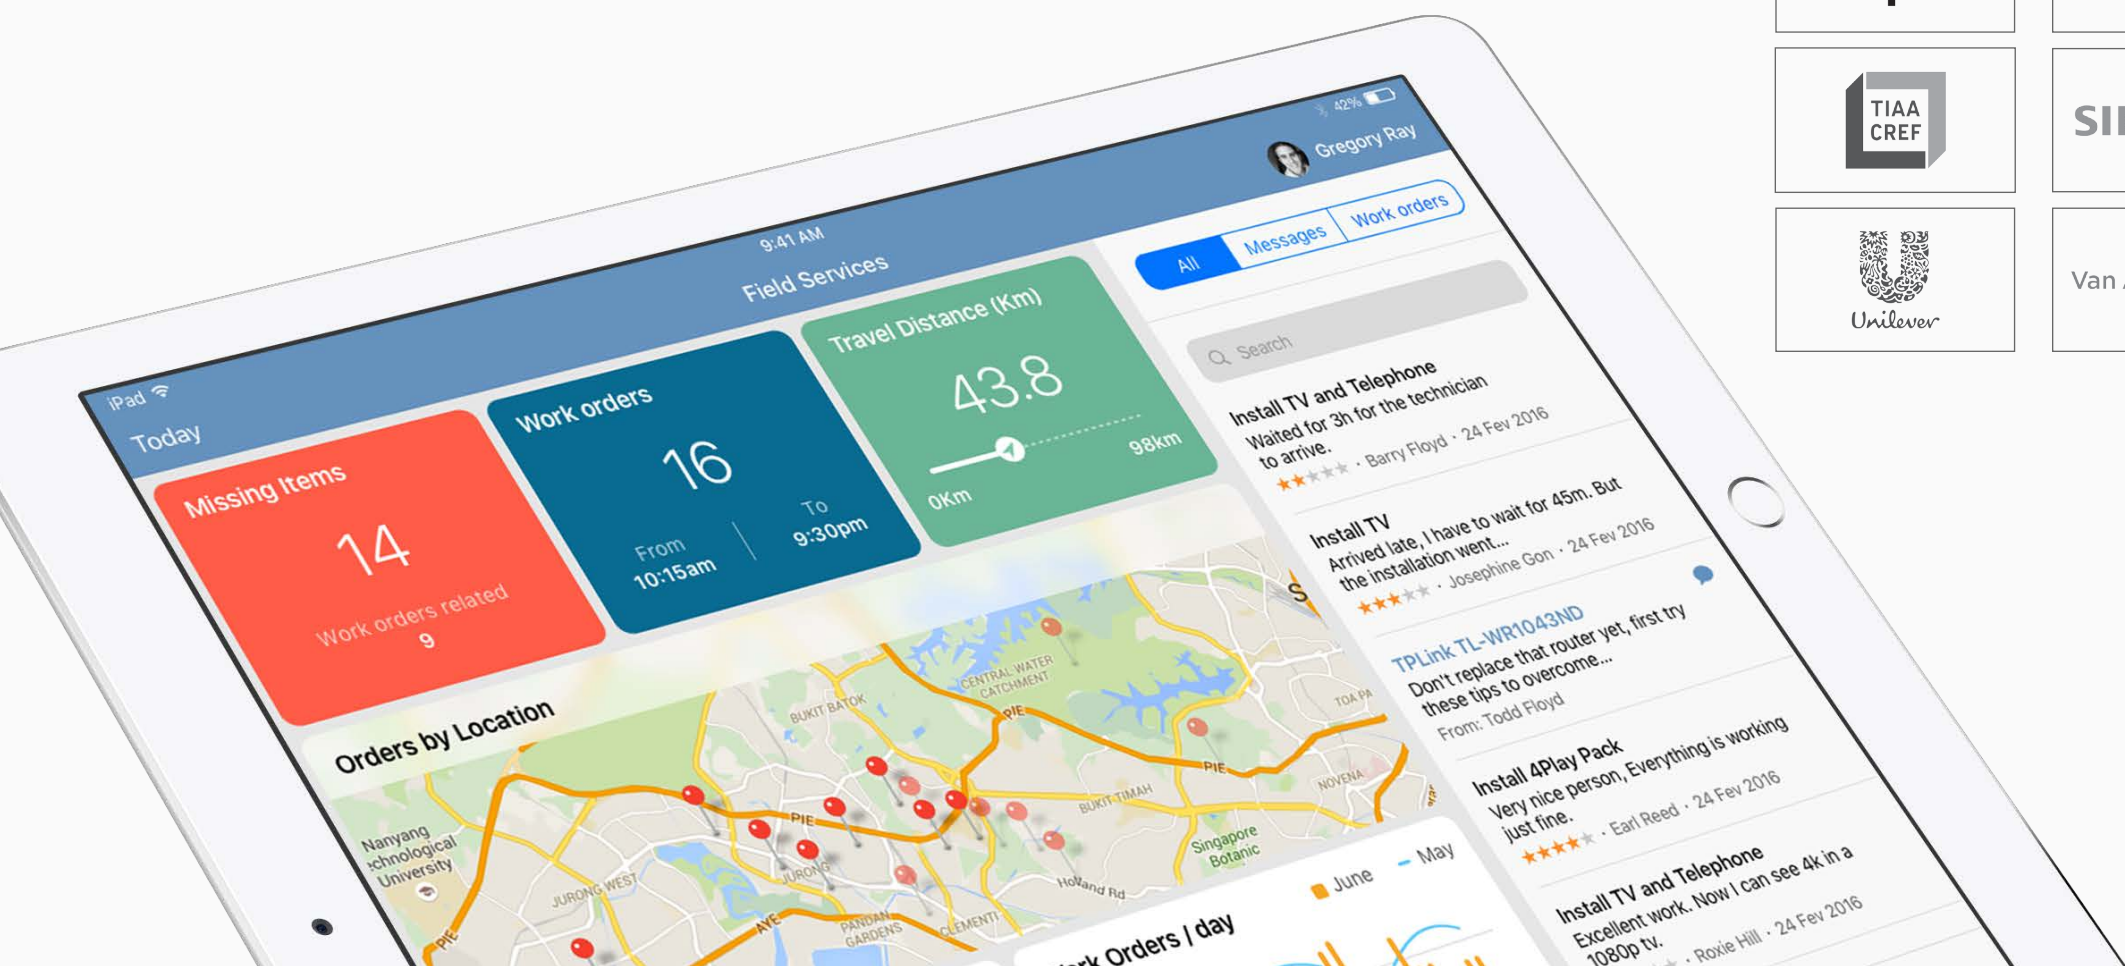 iPad
9:41 AM
42%
Today
Field Services
Gregory Ray
Missing Items
14
Work orders related
9
Work orders
16
From
10:15am
To
9:30pm
Travel Distance (Km)
43.8
0Km
98km
Orders by Location
Nanyang
chnological
University
PIE
JURONG WEST
AYE
PIE
JURONG
PANDAN
GARDENS
CLEMENTI
BUKIT BATOK
CENTRAL WATER
CATCHMENT
PIE
BUKIT TIMAH
PIE
TOA PA
NOVENA
Singapore
Botanic
Holland Rd
S
rk Orders / day
June
May
All
Messages
Work orders
Search
Install TV and Telephone
Waited for 3h for the technician
to arrive.
· Barry Floyd · 24 Fev 2016
Install TV
Arrived late, I have to wait for 45m. But
the installation went...
· Josephine Gon · 24 Fev 2016
TPLink TL-WR1043ND
Don't replace that router yet, first try
these tips to overcome...
From: Todd Floyd
Install 4Play Pack
Very nice person, Everything is working
just fine.
· Earl Reed · 24 Fev 2016
Install TV and Telephone
Excellent work. Now I can see 4k in a
1080p tv.
· Roxie Hill · 24 Fev 2016
TIAA
CREF
SI
Unilever
Van